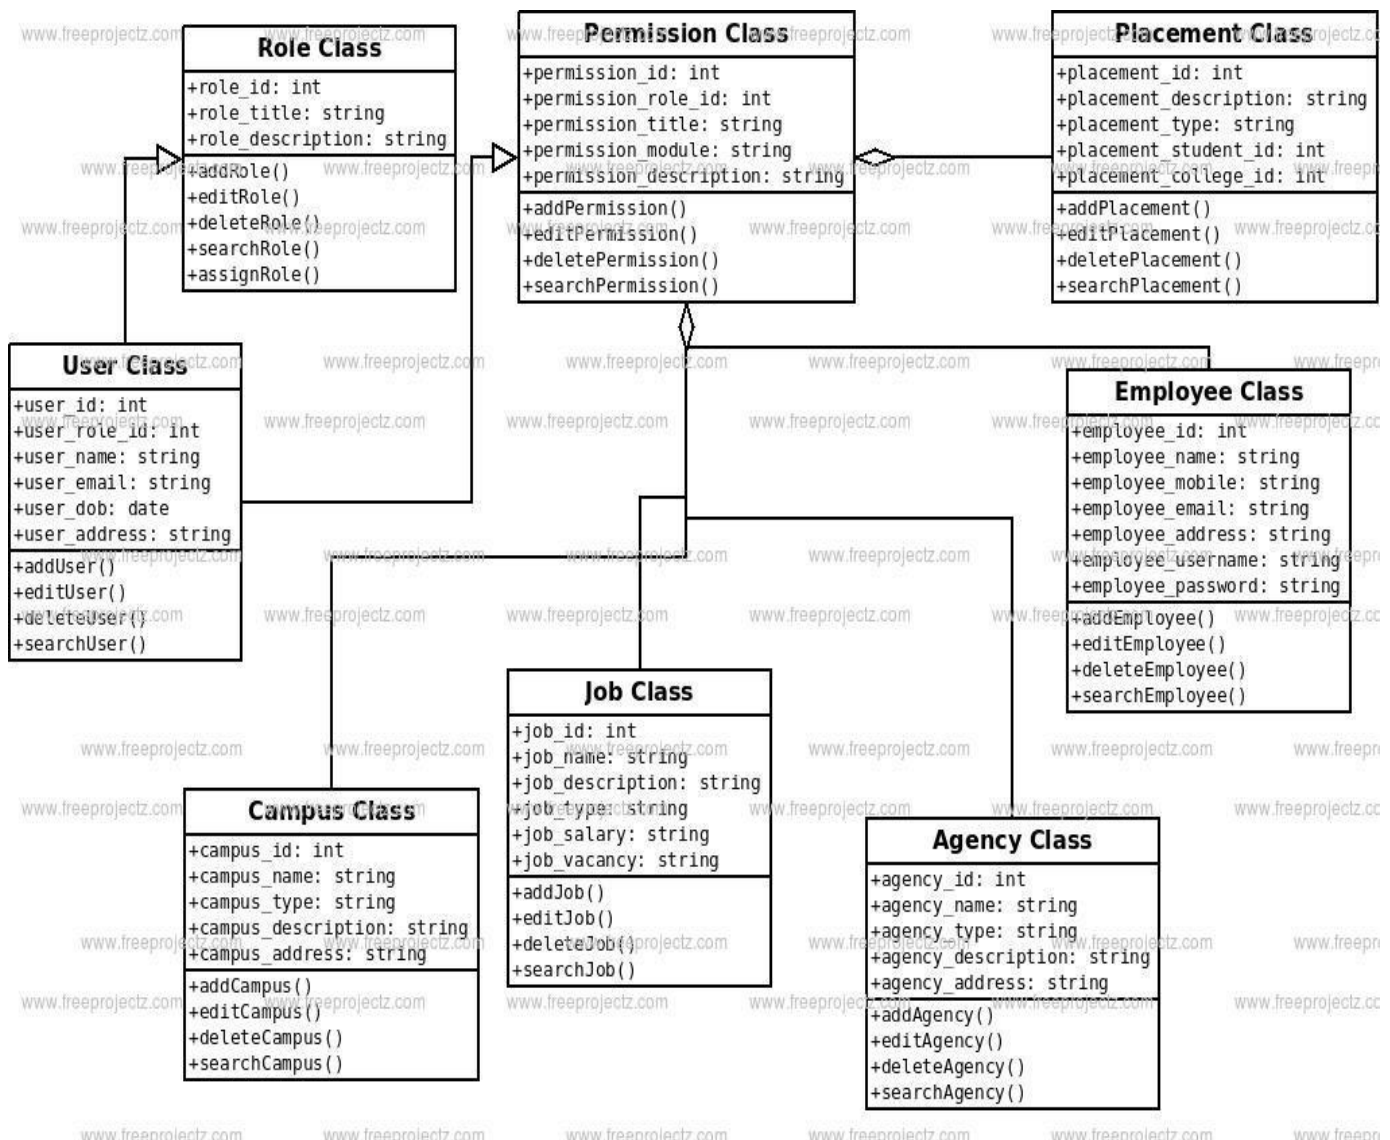 Role Class
+role_id: int
+role_title: string
+role_description: string
+addRole()
+editRole()
+deleteRole()
+searchRole()
+assignRole()
Permission Class
+permission_id: int
+permission_role_id: int
+permission_title: string
+permission_module: string
+permission_description: string
+addPermission()
+editPermission()
+deletePermission()
+searchPermission()
Placement Class
+placement_id: int
+placement_description: string
+placement_type: string
+placement_student_id: int
+placement_college_id: int
+addPlacement()
+editPlacement()
+deletePlacement()
+searchPlacement()
User Class
+user_id: int
+user_role_id: int
+user_name: string
+user_email: string
+user_dob: date
+user_address: string
+addUser()
+editUser()
+deleteUser()
+searchUser()
Employee Class
+employee_id: int
+employee_name: string
+employee_mobile: string
+employee_email: string
+employee_address: string
+employee_username: string
+employee_password: string
+addEmployee()
+editEmployee()
+deleteEmployee()
+searchEmployee()
Job Class
+job_id: int
+job_name: string
+job_description: string
+job_type: string
+job_salary: string
+job_vacancy: string
+addJob()
+editJob()
+deleteJob()
+searchJob()
Campus Class
+campus_id: int
+campus_name: string
+campus_type: string
+campus_description: string
+campus_address: string
+addCampus()
+editCampus()
+deleteCampus()
+searchCampus()
Agency Class
+agency_id: int
+agency_name: string
+agency_type: string
+agency_description: string
+agency_address: string
+addAgency()
+editAgency()
+deleteAgency()
+searchAgency()
www.freeprojectz.com